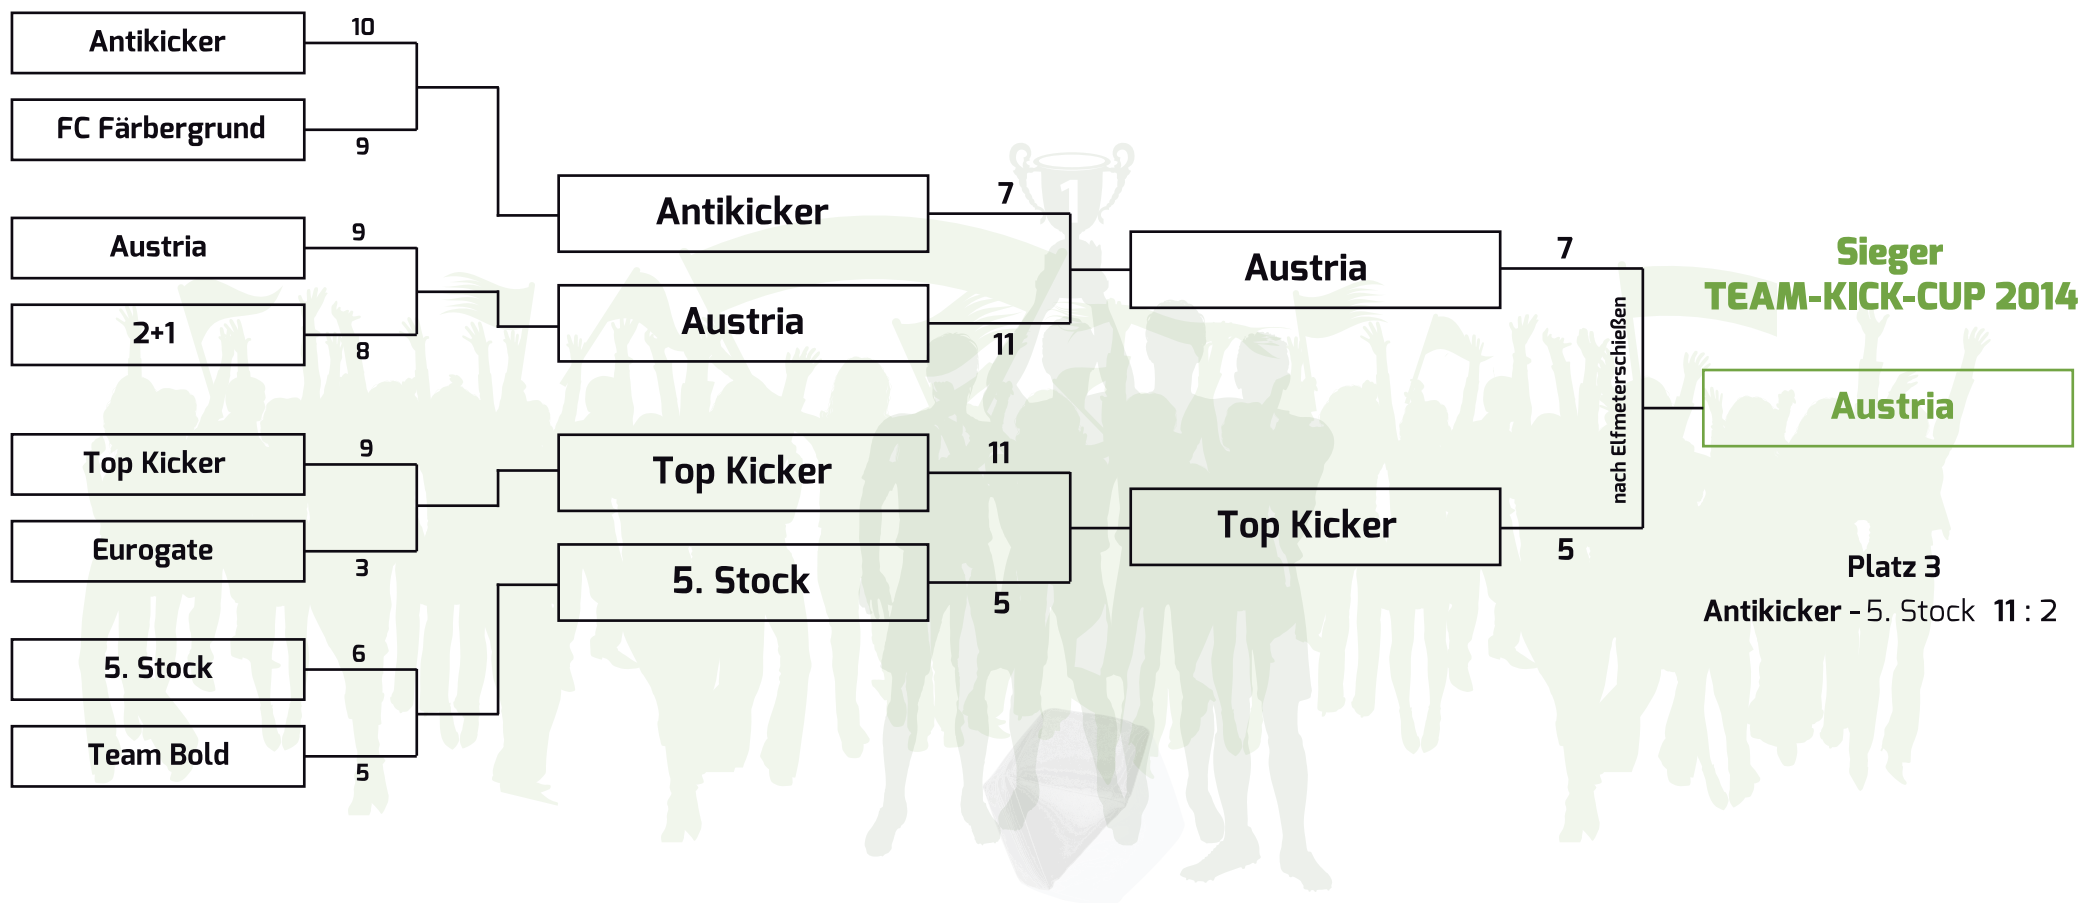 Antikicker
10
FC Färbergrund
9
Austria
9
2+1
8
Top Kicker
9
Eurogate
3
5. Stock
6
Team Bold
5
Antikicker
7
Austria
11
Top Kicker
11
5. Stock
5
1
Austria
7
Top Kicker
5
nach Elfmeterschießen
Sieger
TEAM-KICK-CUP 2014
Austria
Platz 3
Antikicker - 5. Stock 11 : 2